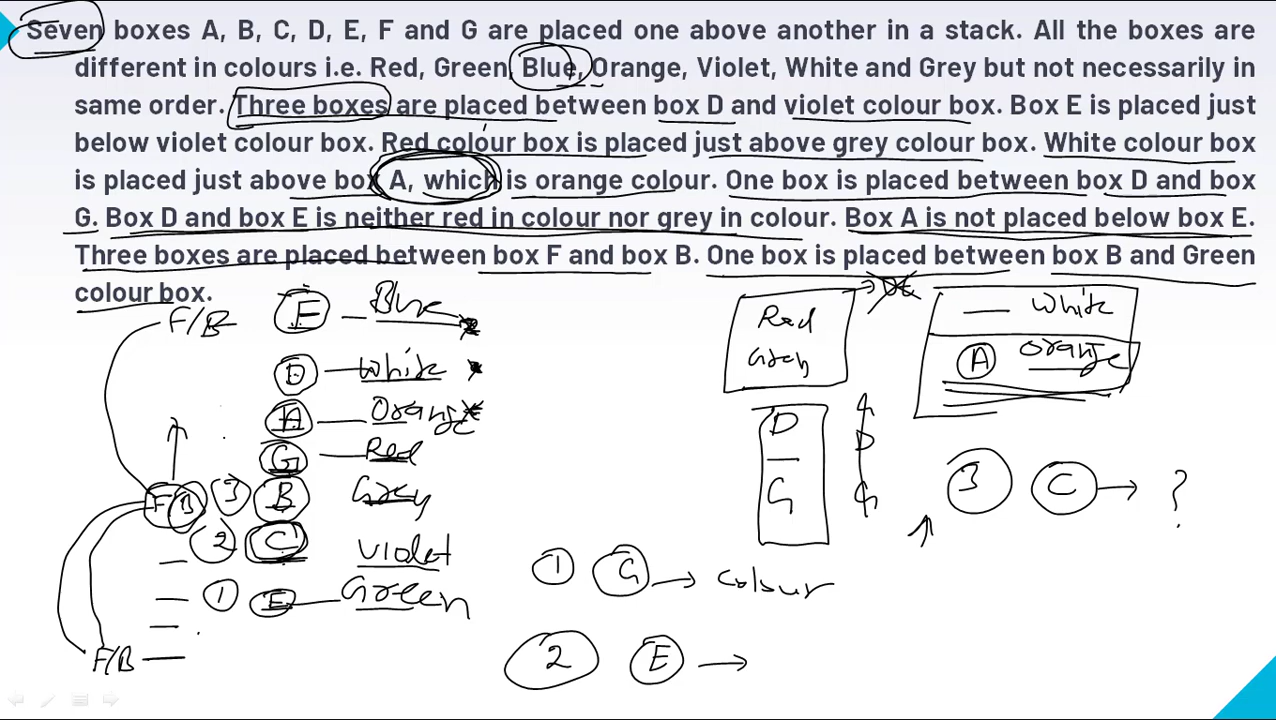 Seven boxes A, B, C, D, E, F and G are placed one above another in a stack. All the boxes are
different in colours i.e. Red, Green, Blue, Orange, Violet, White and Grey but not necessarily in
same order. Three boxes are placed between box D and violet colour box. Box E is placed just
below violet colour box. Red colour box is placed just above grey colour box. White colour box
is placed just above box A, which is orange colour. One box is placed between box D and box
G. Box D and box E is neither red in colour nor grey in colour. Box A is not placed below box E.
Three boxes are placed between box F and box B. One box is placed between box B and Green
colour box.
F/B
F Blue
D White
A Orange
G Red
F B 3 B Grey
2 C Violet
1 E Green
F/B
Red
Grey
D
G
D
G
White
A Orange
3 C → ?
1 G → colour
2 E →